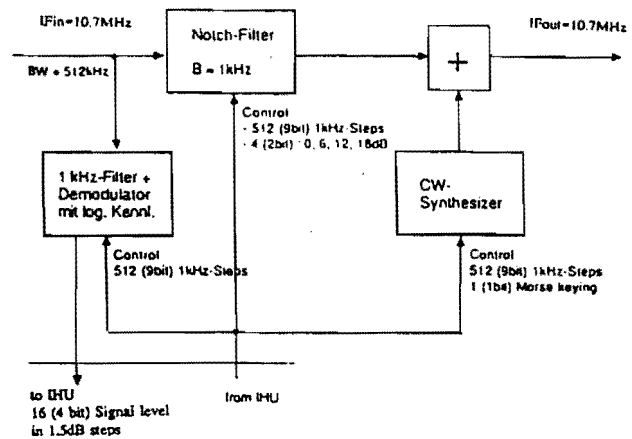 IFin=10.7MHz
Notch-Filter
B = 1kHz
IFout=10.7MHz
BW = 512kHz
+
Control
- 512 (9bit) 1kHz-Steps
- 4 (2bit) : 0, 6, 12, 18dB
1 kHz-Filter +
Demodulator
mit log. Kennl.
CW-
Synthesizer
Control
512 (9bit) 1kHz-Steps
Control
512 (9bit) 1kHz-Steps
1 (1bit) Morse keying
to IHU
16 (4 bit) Signal level
in 1.5dB steps
from IHU